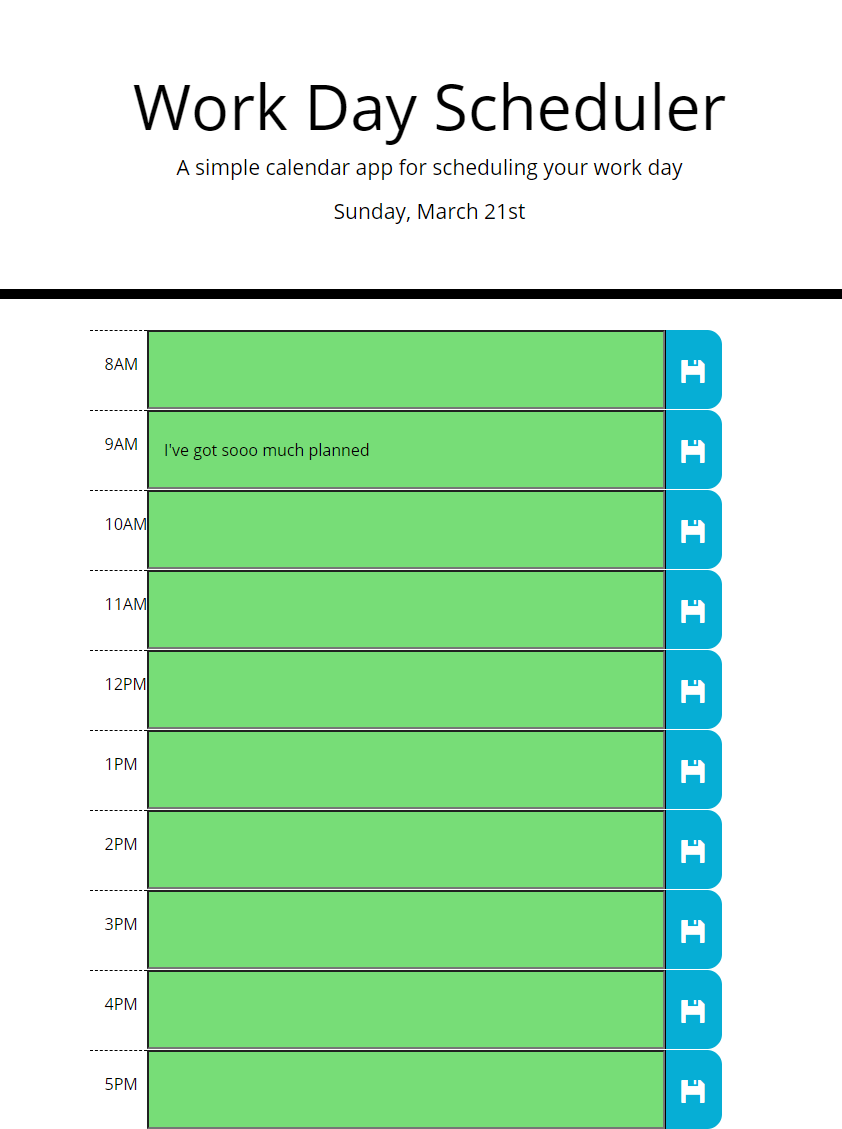 Work Day Scheduler
A simple calendar app for scheduling your work day
Sunday, March 21st
8AM
9AM I've got sooo much planned
10AM
11AM
12PM
1PM
2PM
3PM
4PM
5PM